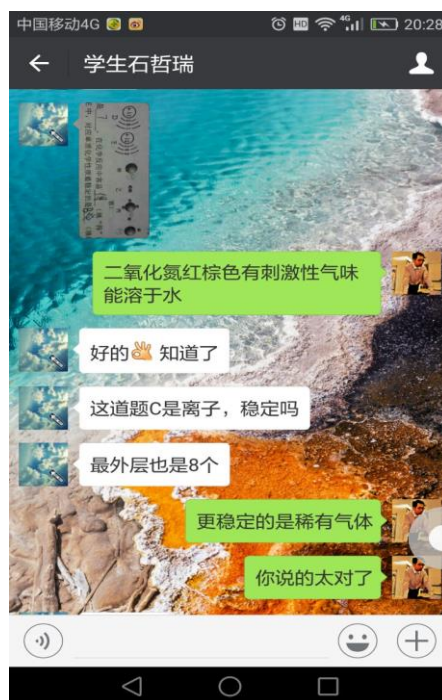 中国移动4G
HD
4G
20:28
学生石哲瑞
二氧化氮红棕色有刺激性气味
能溶于水
好的 知道了
这道题C是离子，稳定吗
最外层也是8个
更稳定的是稀有气体
你说的太对了